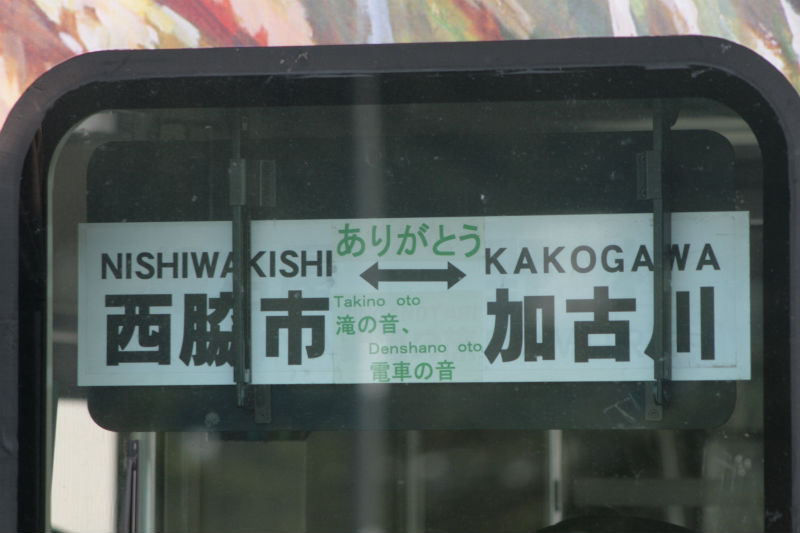 ありがとう
NISHIWAKISHI
KAKOGAWA
西脇市
加古川
Takino oto
滝の音、
Denshano oto
電車の音